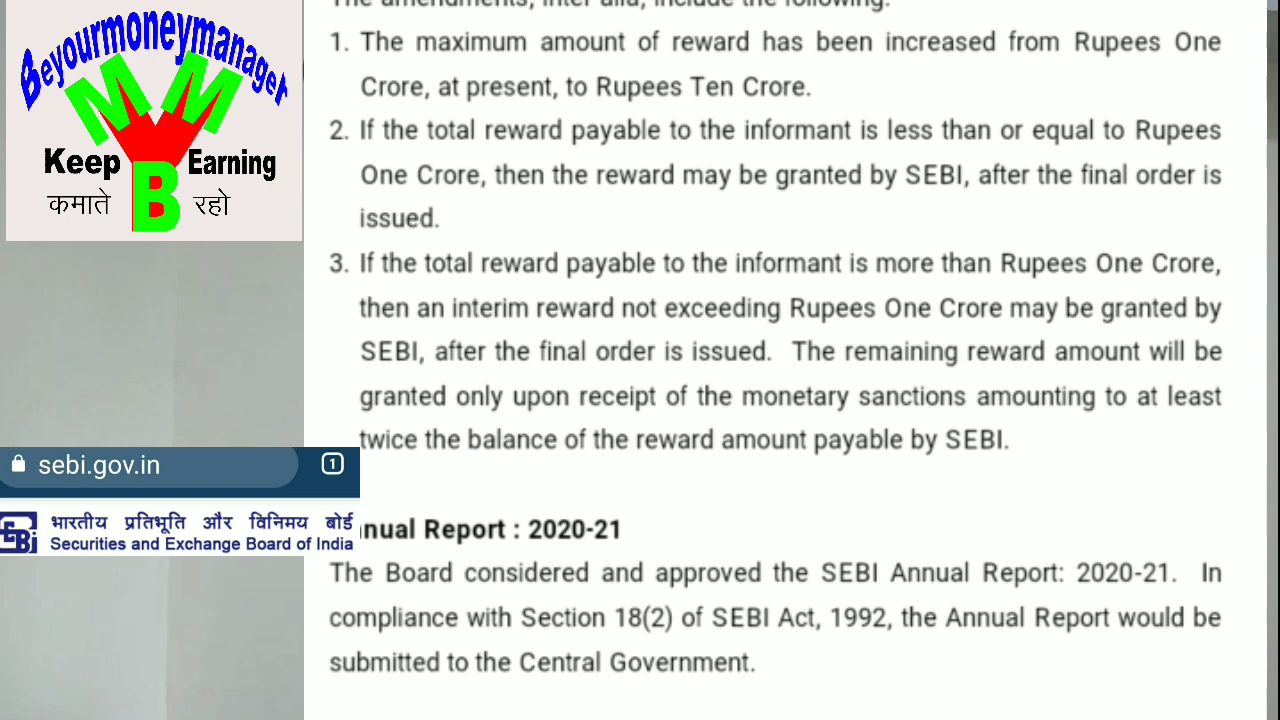 Beyourmoneymanager
MM
Keep Earning
B
कमाते रहो
The amendments, inter alia, include the following:
1. The maximum amount of reward has been increased from Rupees One
Crore, at present, to Rupees Ten Crore.
2. If the total reward payable to the informant is less than or equal to Rupees
One Crore, then the reward may be granted by SEBI, after the final order is
issued.
3. If the total reward payable to the informant is more than Rupees One Crore,
then an interim reward not exceeding Rupees One Crore may be granted by
SEBI, after the final order is issued. The remaining reward amount will be
granted only upon receipt of the monetary sanctions amounting to at least
twice the balance of the reward amount payable by SEBI.
sebi.gov.in 1
भारतीय प्रतिभूति और विनिमय बोर्ड
Securities and Exchange Board of India
nual Report : 2020-21
The Board considered and approved the SEBI Annual Report: 2020-21. In
compliance with Section 18(2) of SEBI Act, 1992, the Annual Report would be
submitted to the Central Government.